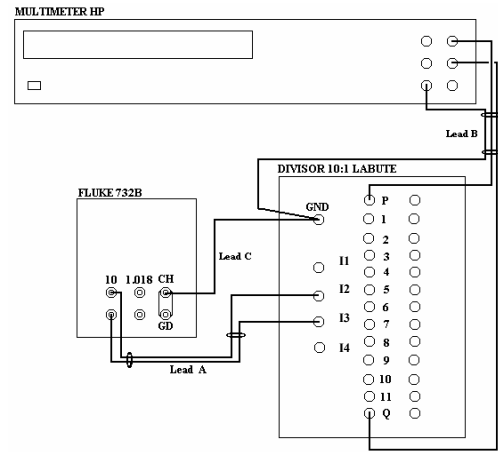 MULTIMETER HP
Lead B
DIVISOR 10:1 LABUTE
FLUKE 732B
GND
P
1
2
3
4
5
6
7
8
9
10
11
Q
I1
I2
I3
I4
Lead C
10 1.018 CH
GD
Lead A